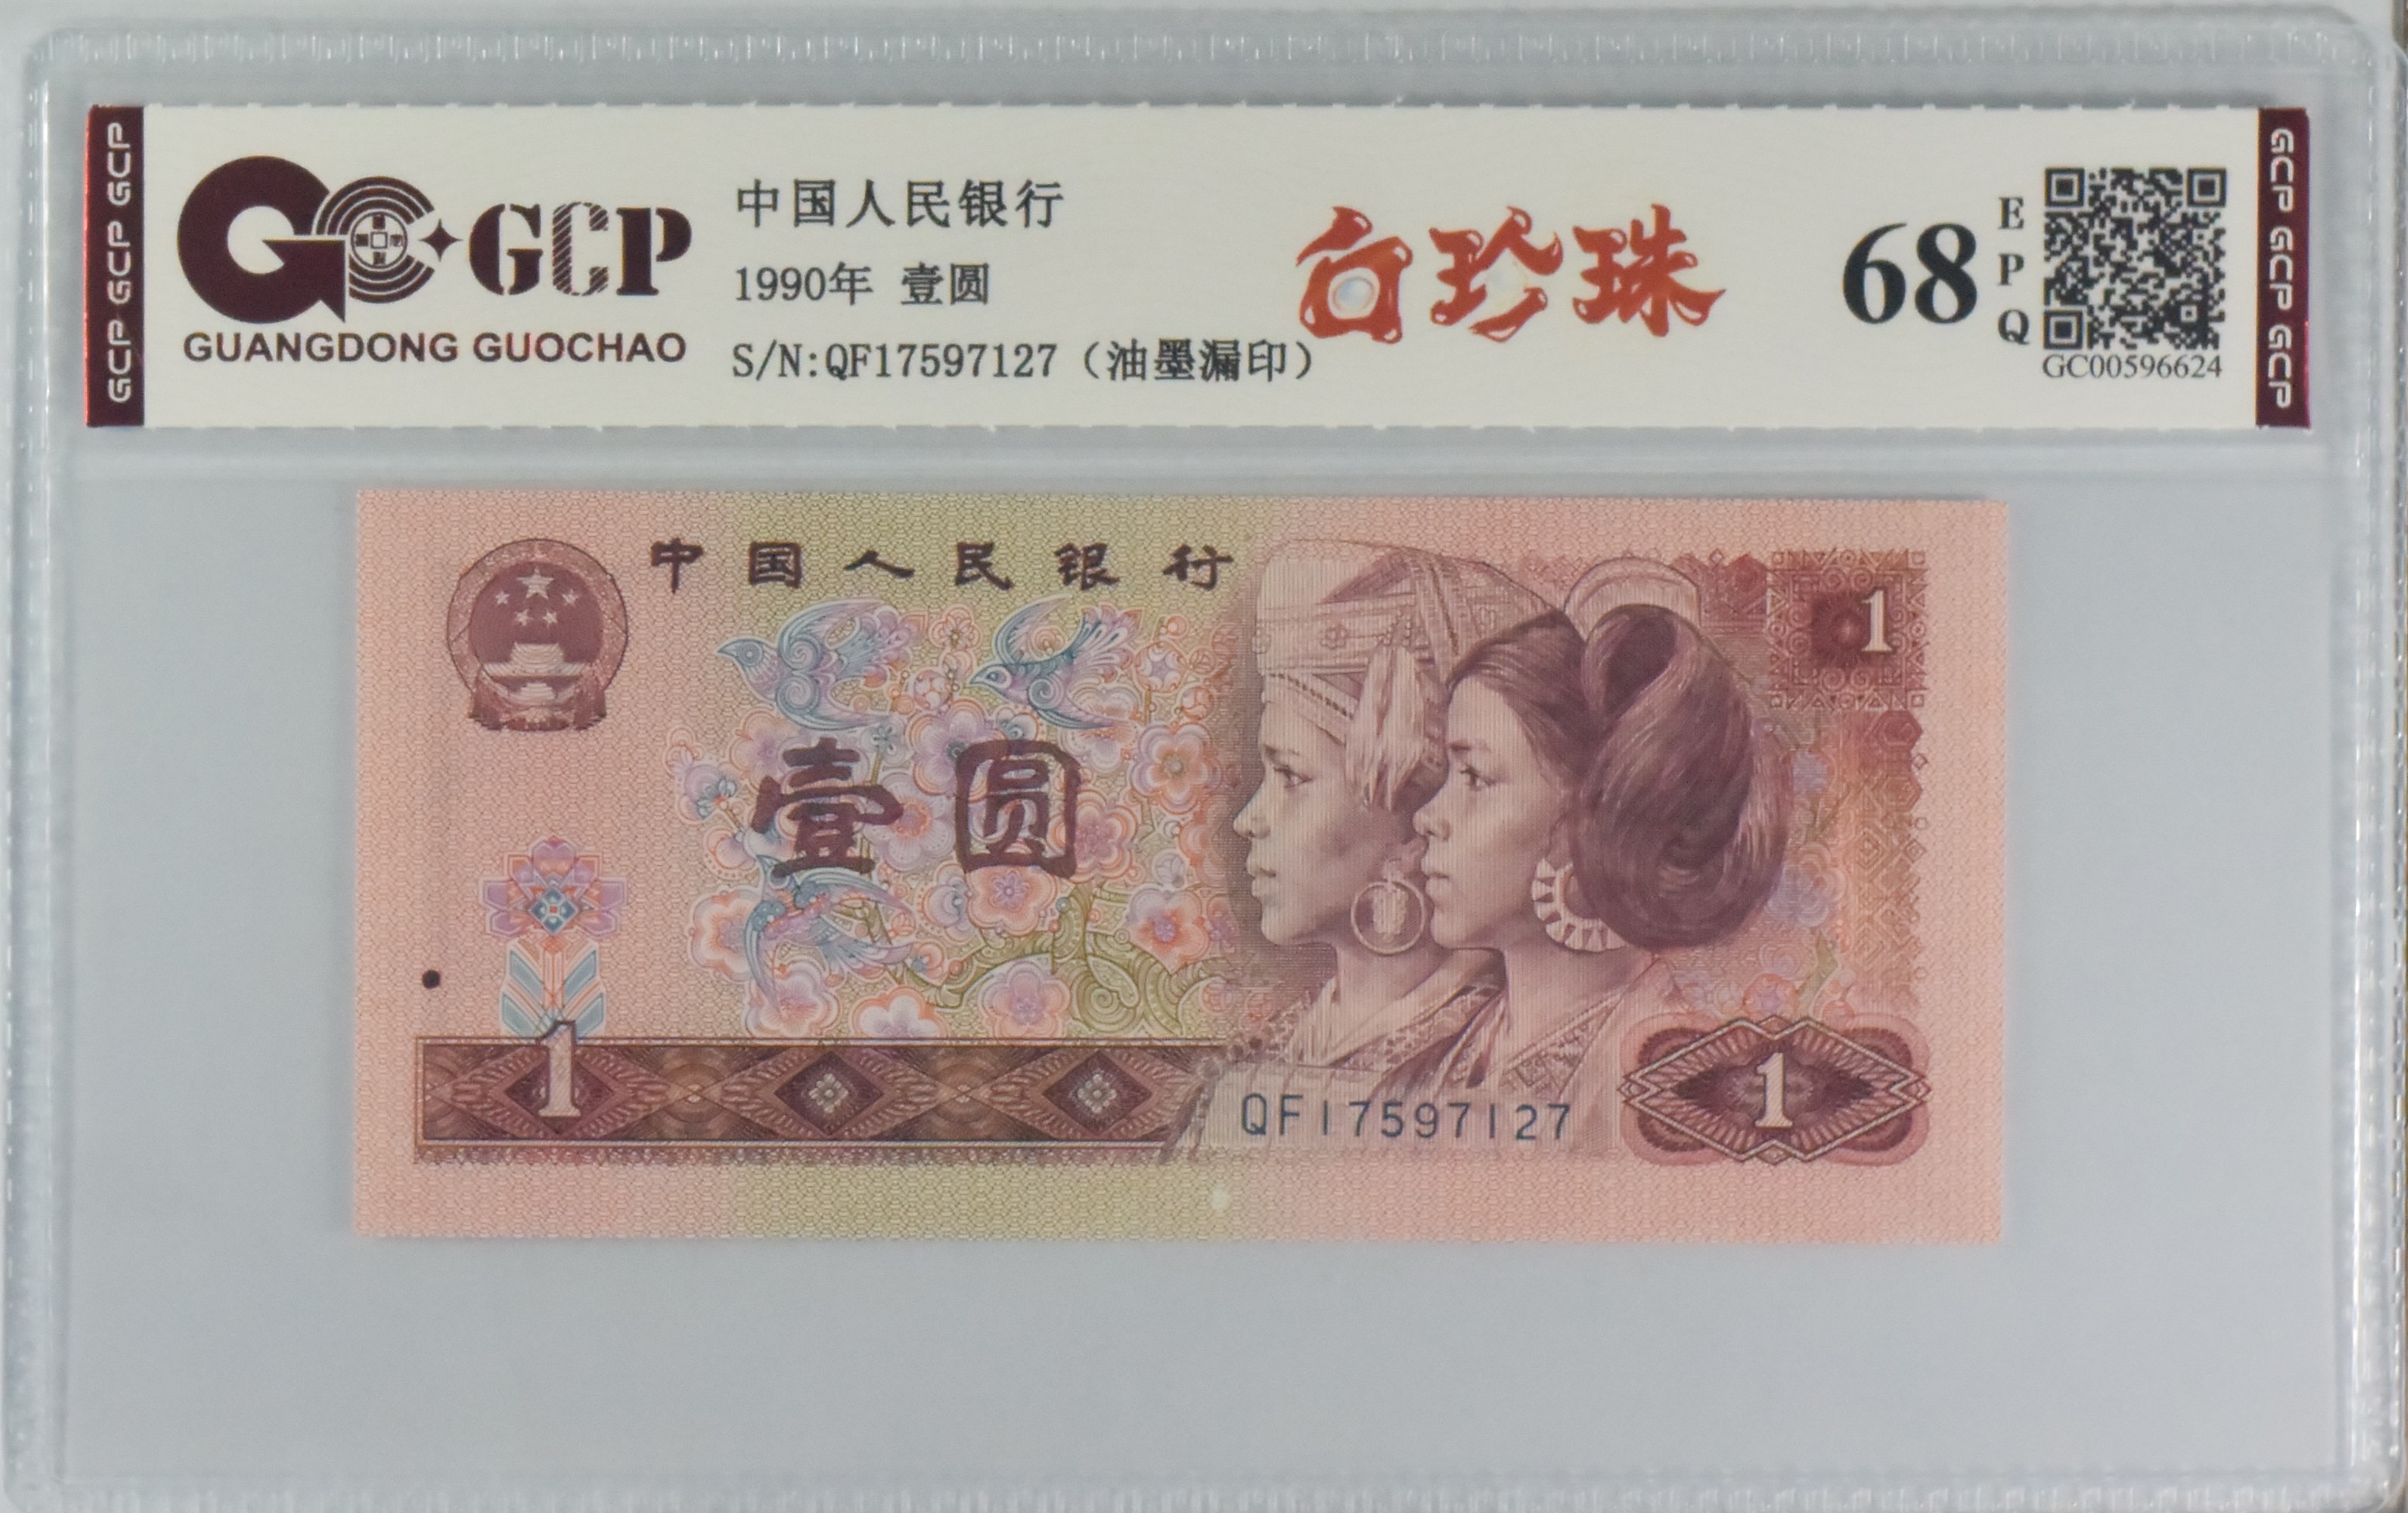 GCP GCP GCP
GCP
GUANGDONG GUOCHAO
中国人民银行
1990年 壹圆
S/N:QF17597127（油墨漏印）
白珍珠
68
EPQ
GC00596624
GCP GCP GCP GCP
中国人民银行
1
壹圆
1
QF17597127
1